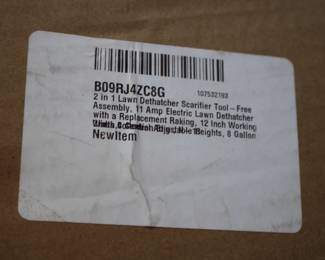 B09RJ4ZC8G
107532193
2 in 1 Lawn Dethatcher Scarifier Tool – Free
Assembly, 11 Amp Electric Lawn Dethatcher
with a Replacement Raking, 12 Inch Working
Heights, 8 Gallon
NewItem